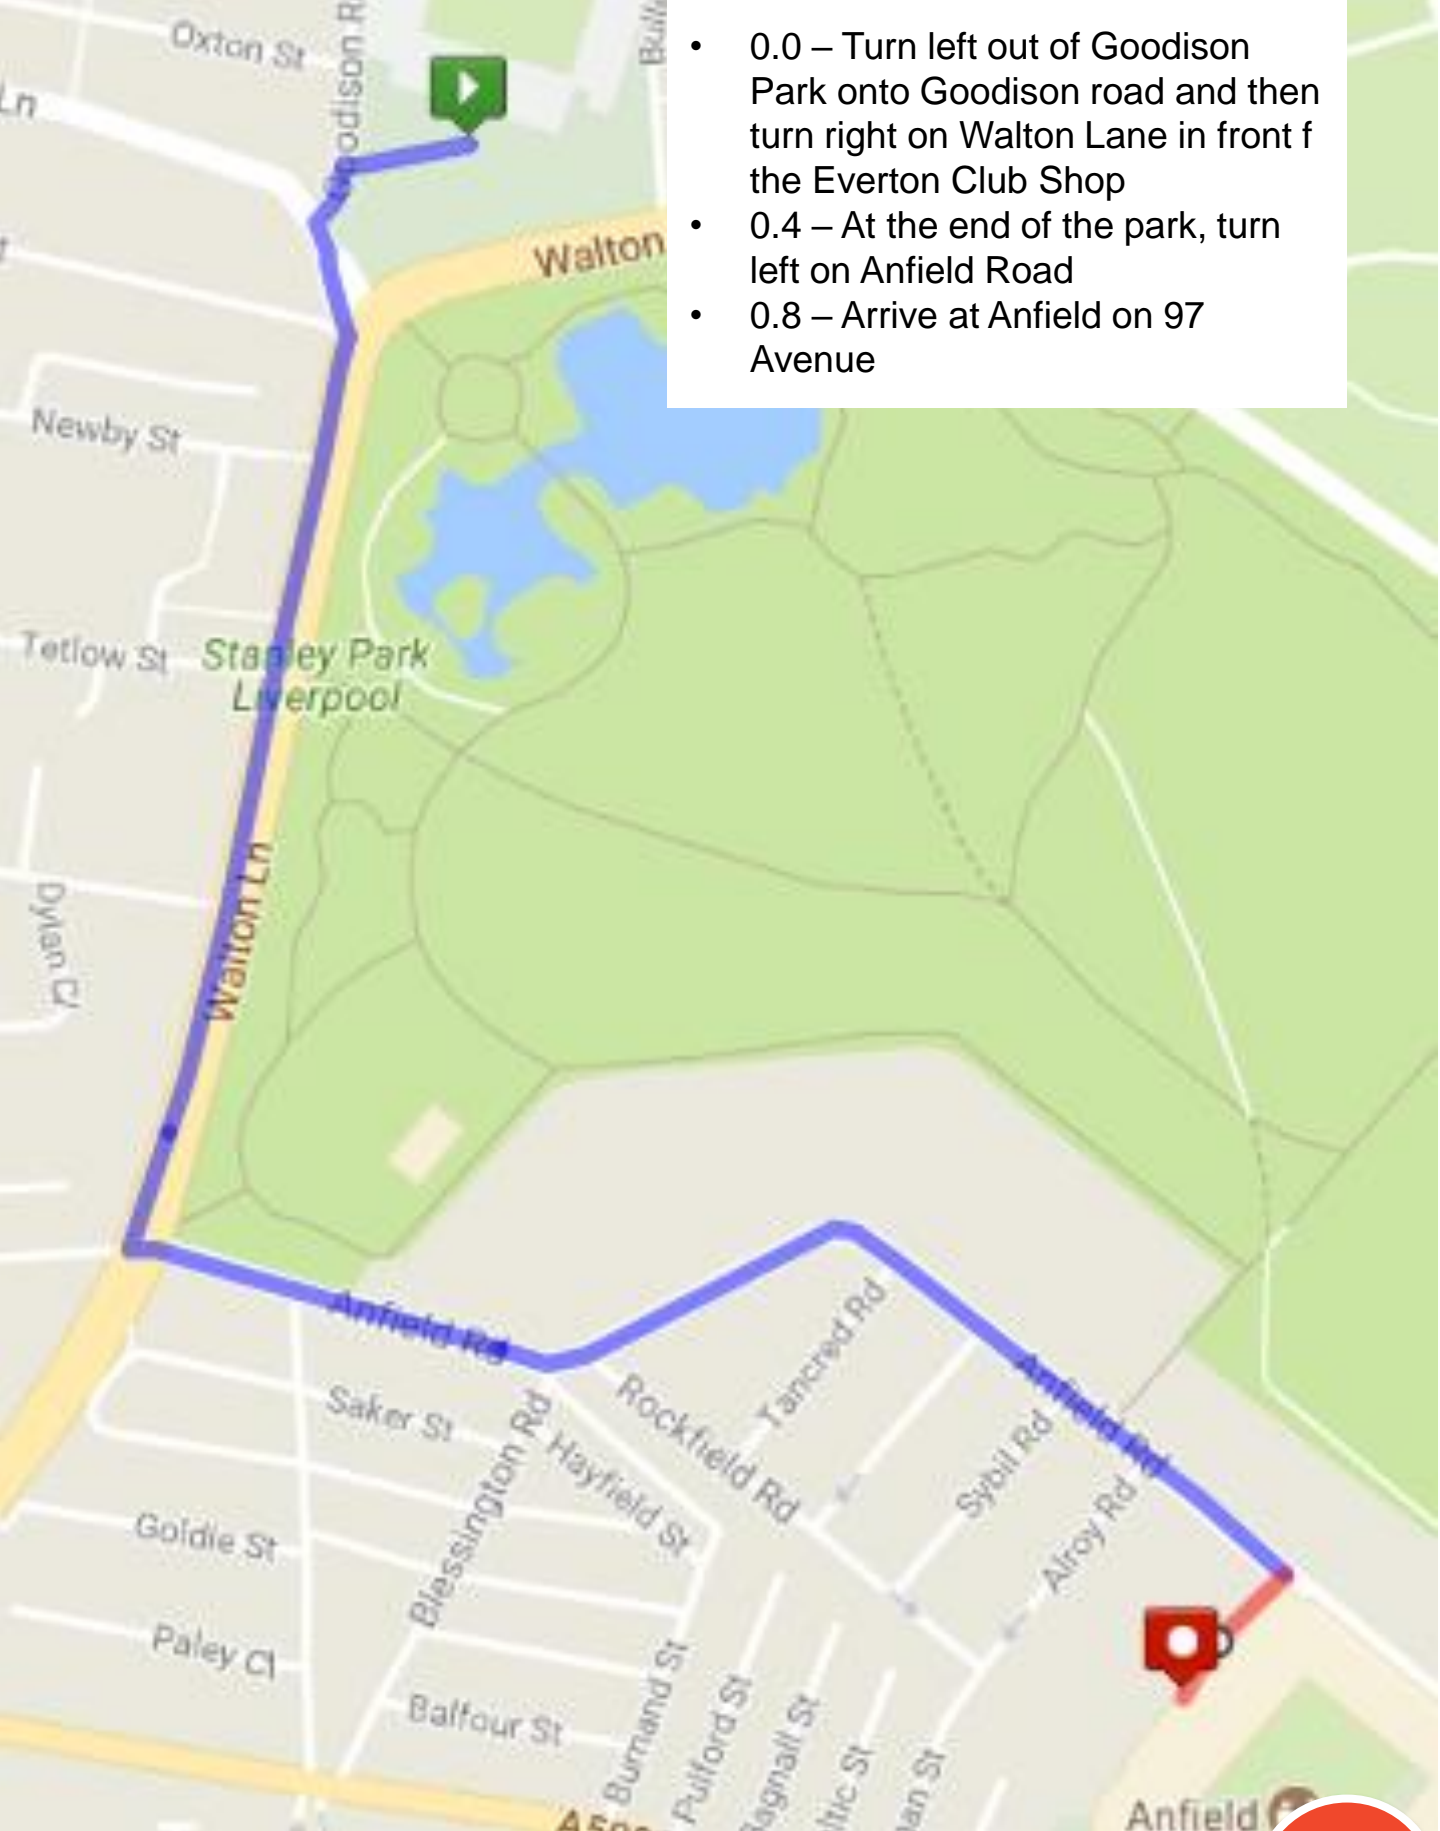 • 0.0 – Turn left out of Goodison
Park onto Goodison road and then
turn right on Walton Lane in front f
the Everton Club Shop
• 0.4 – At the end of the park, turn
left on Anfield Road
• 0.8 – Arrive at Anfield on 97
Avenue
Oxton St
Ln
Walton
Newby St
Tetlow St
Stanley Park
Liverpool
Walton Ln
Dylan Cl
Anfield Rd
Tancred Rd
Rockfield Rd
Anfield Rd
Saker St
Blessington Rd
Hayfield St
Sybil Rd
Alroy Rd
Goldie St
Paley Cl
Balfour St
Burnand St
Pulford St
Anfield